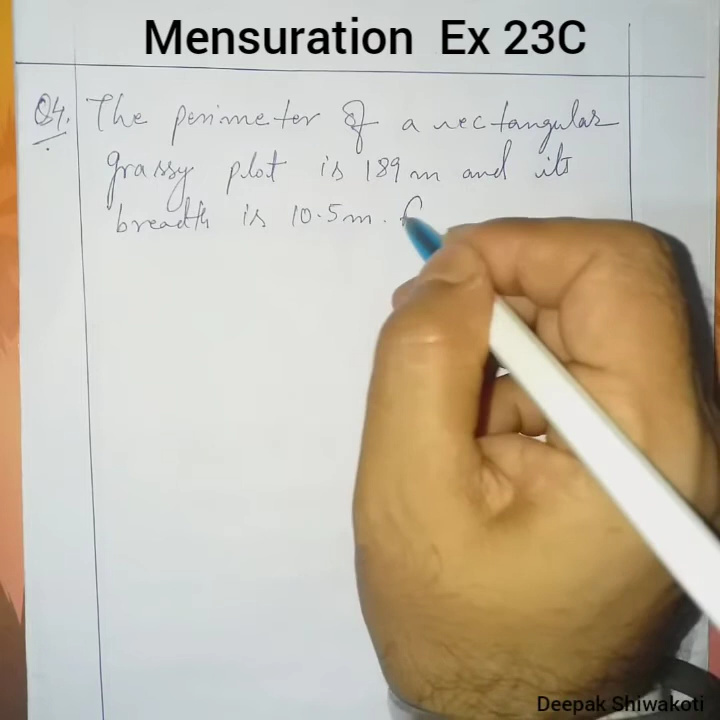 Mensuration Ex 23C
Q4. The perimeter of a rectangular
grassy plot is 189 m and its
breadth is 10.5m.
Deepak Shiwakoti